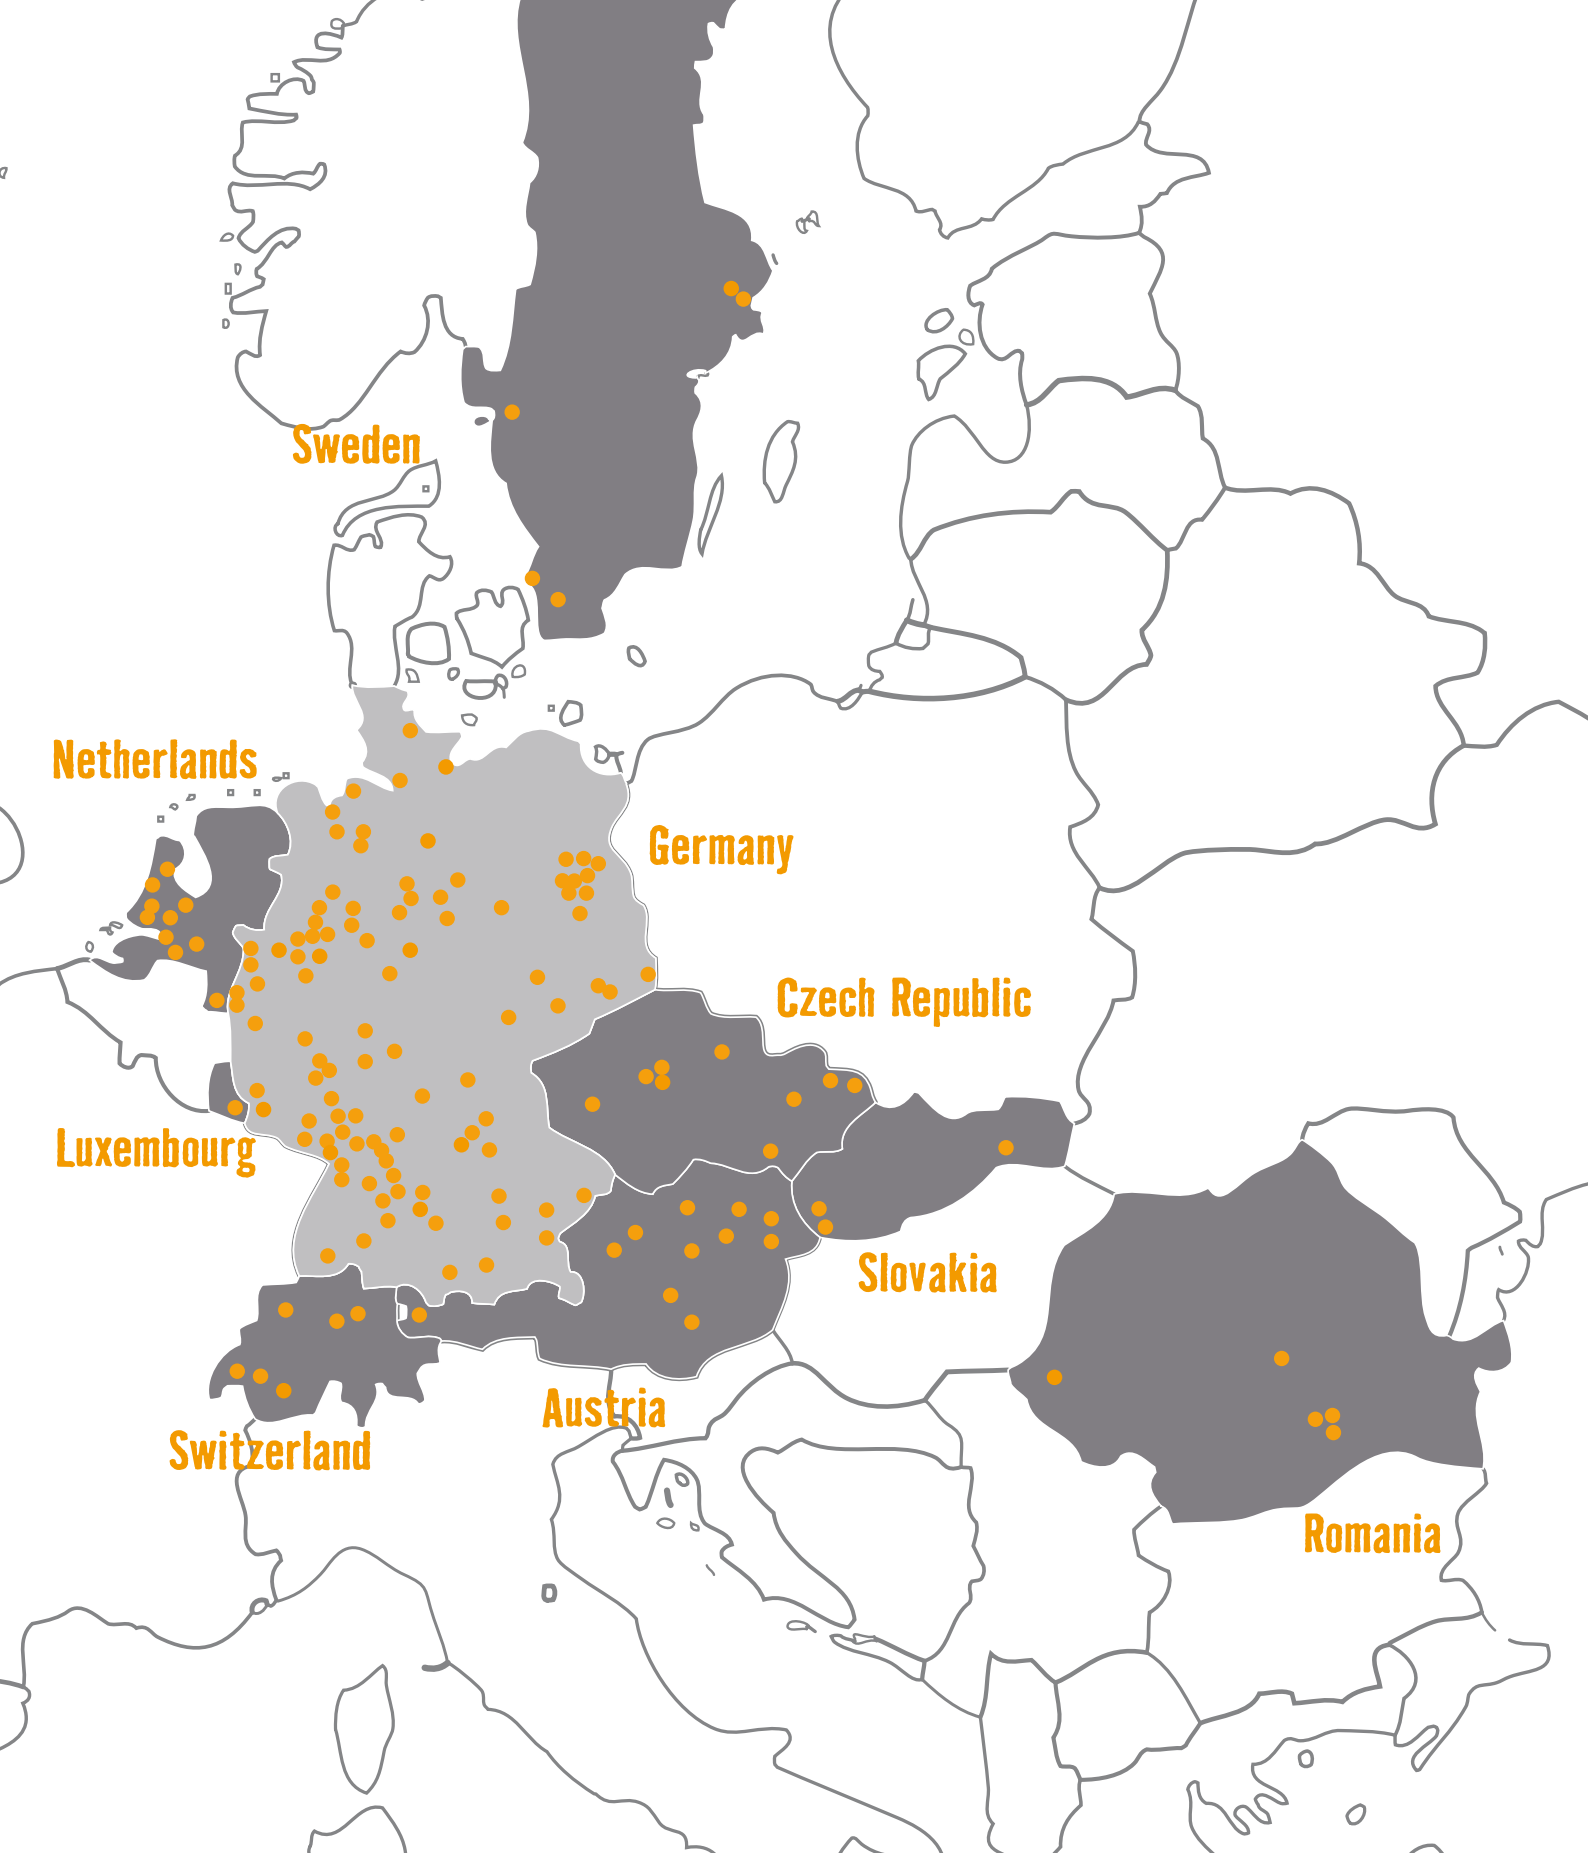 Sweden
Netherlands
Germany
Czech Republic
Luxembourg
Slovakia
Austria
Switzerland
Romania